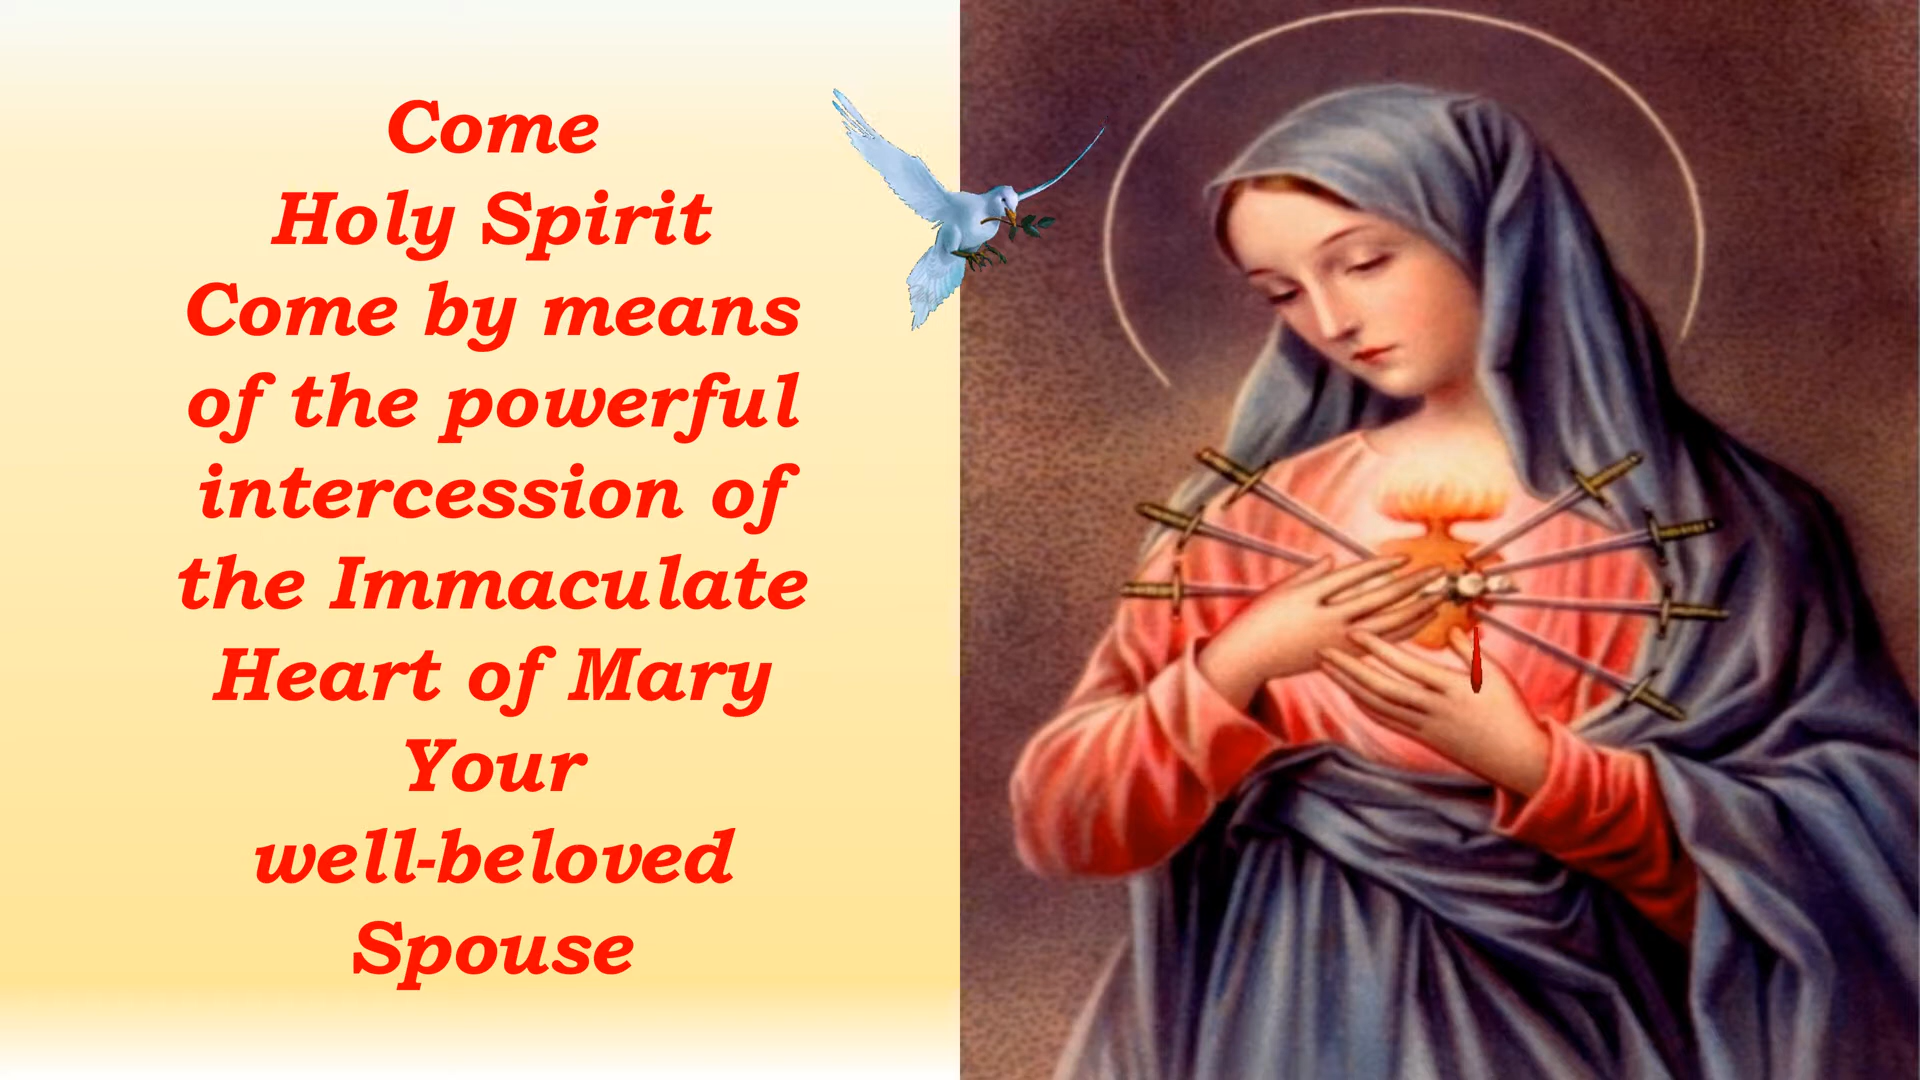 Come
Holy Spirit
Come by means
of the powerful
intercession of
the Immaculate
Heart of Mary
Your
well-beloved
Spouse